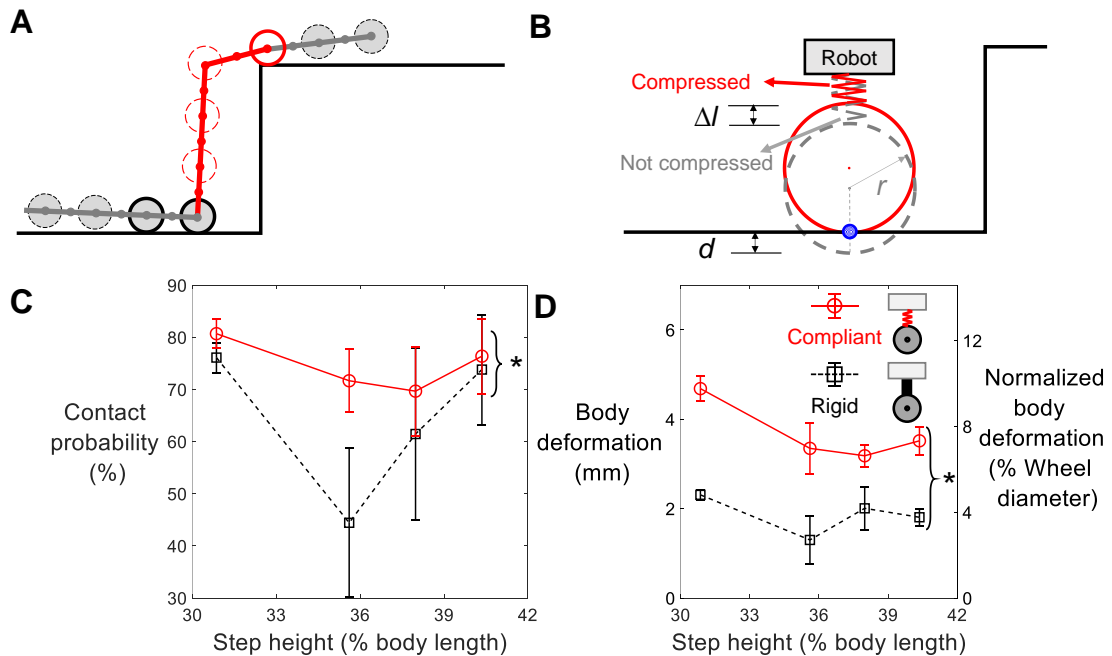 A
B
Robot
Compressed
Δl
Not compressed
r
d
C
90
80
70
60
50
40
30
Contact
probability
(%)
30 33 36 39 42
Step height (% body length)
D
6
4
2
0
Body
deformation
(mm)
Compliant
Rigid
12
8
4
0
Normalized
body
deformation
(% Wheel
diameter)
30 33 36 39 42
Step height (% body length)
*
*